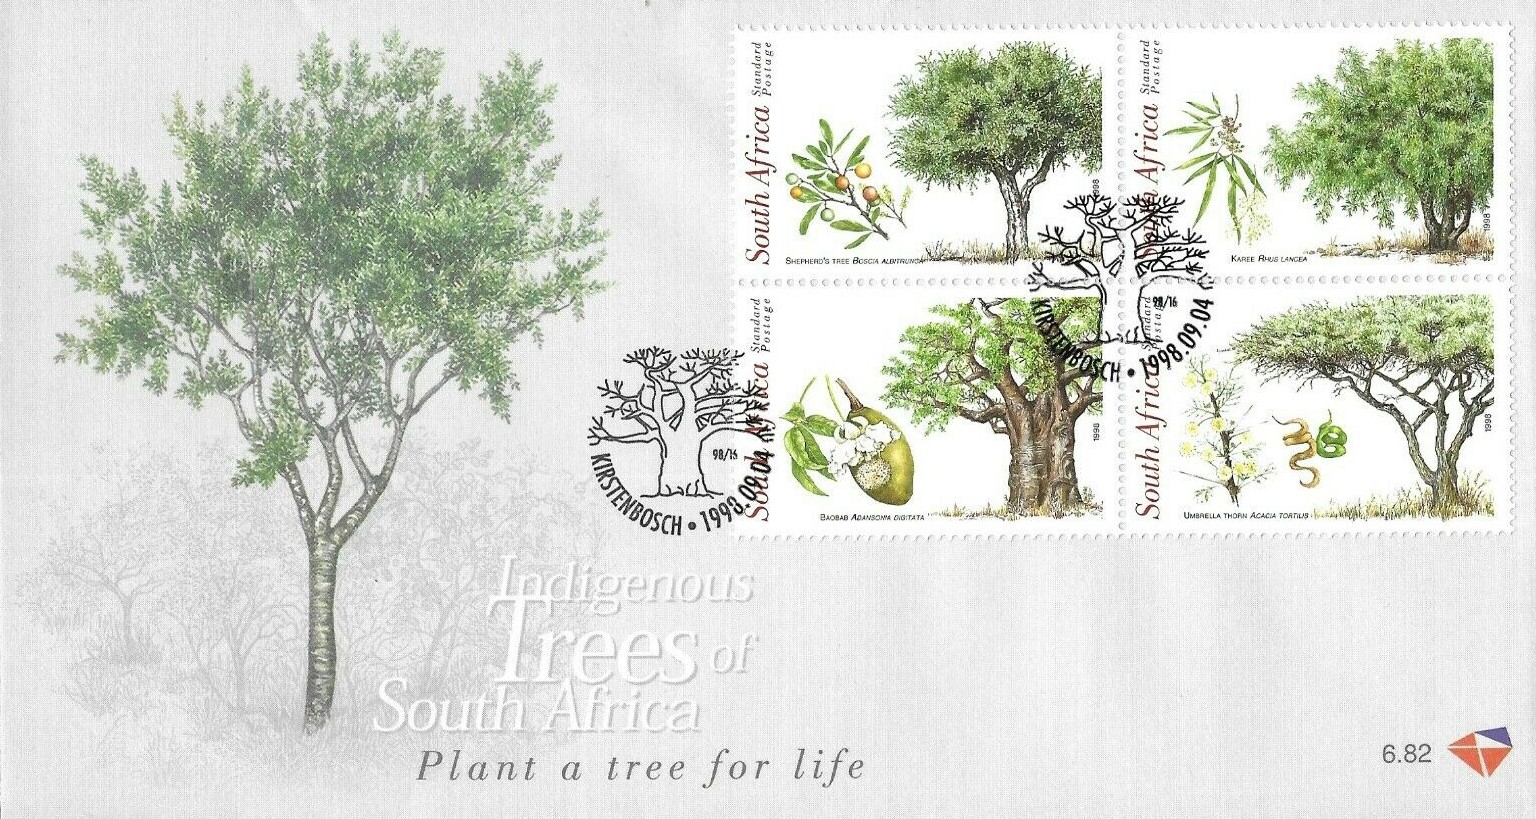 South Africa
Standard
Postage
1998
SHEPHERD'S TREE BOSCIA ALBITRUNCA
South Africa
Standard
Postage
1998
KAREE RHUS LANCEA
South Africa
Standard
Postage
1998
BAOBAB ADANSONIA DIGITATA
South Africa
Standard
Postage
1998
UMBRELLA THORN ACACIA TORTILIS
98/16
KIRSTENBOSCH • 1998.09.04
98/16
KIRSTENBOSCH • 1998.09.04
Indigenous
Trees of
South Africa
Plant a tree for life
6.82